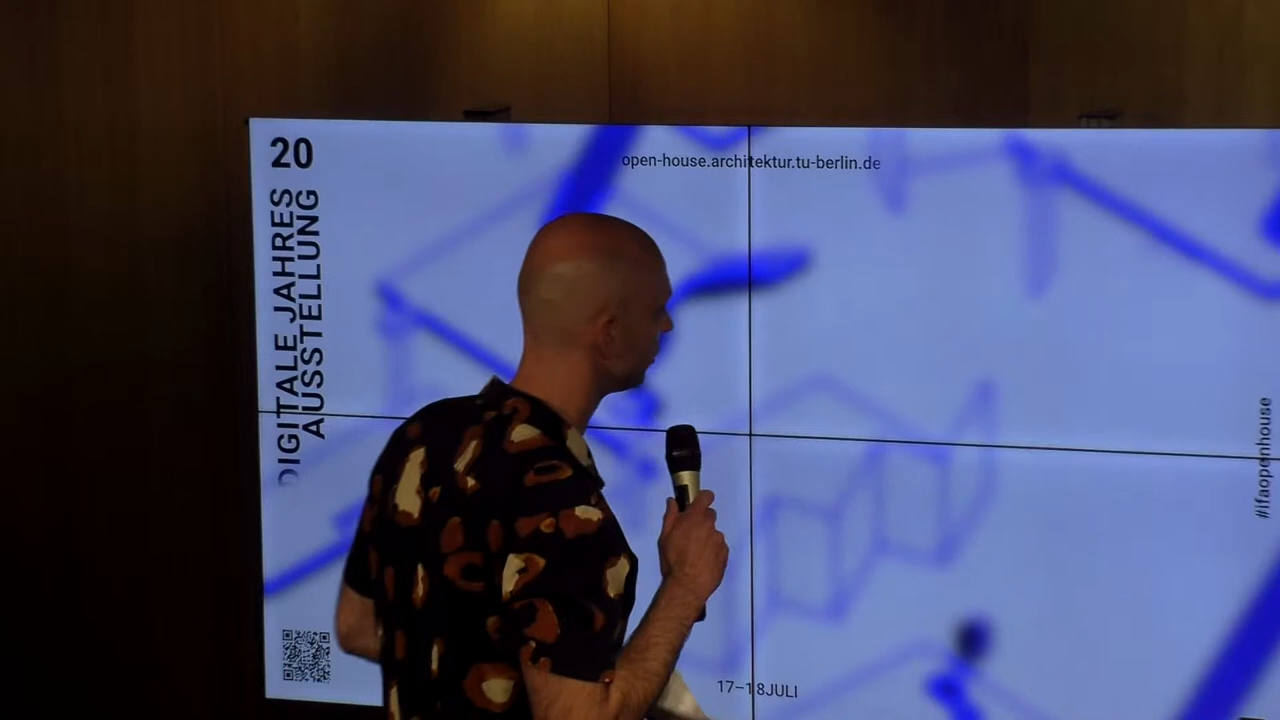 20
DIGITALE JAHRES
AUSSTELLUNG
open-house.architektur.tu-berlin.de
#ifaopenhouse
17–18JULI